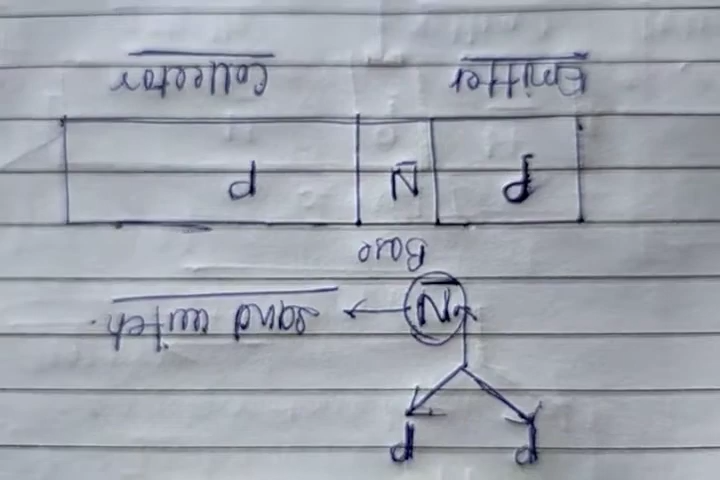 P P
N → sand witch.
Base
P N P
Emitter Collector